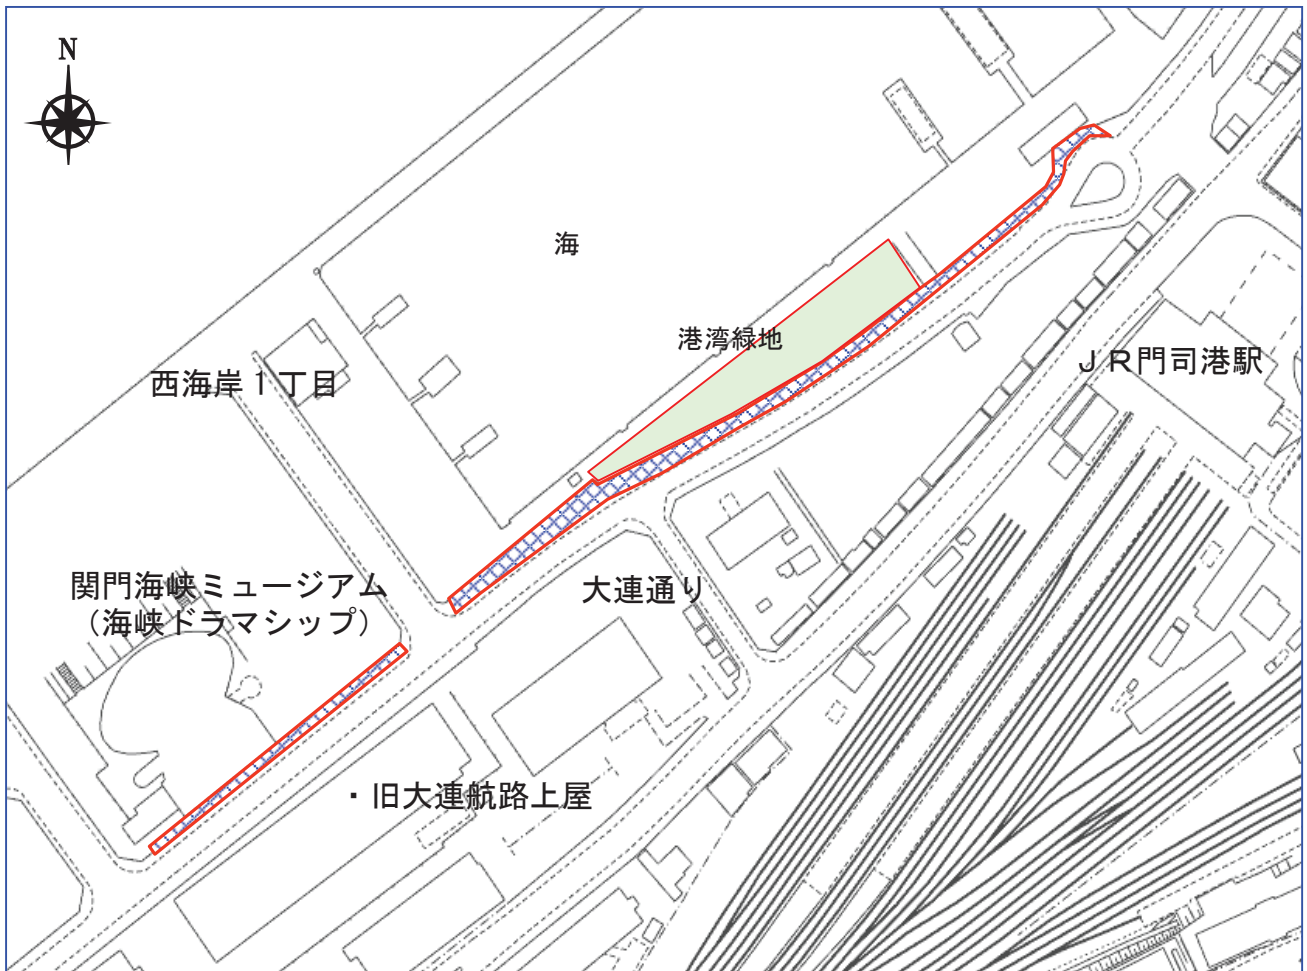 N
海
港湾緑地
JR門司港駅
西海岸1丁目
関門海峡ミュージアム
(海峡ドラマシップ)
大連通り
・旧大連航路上屋